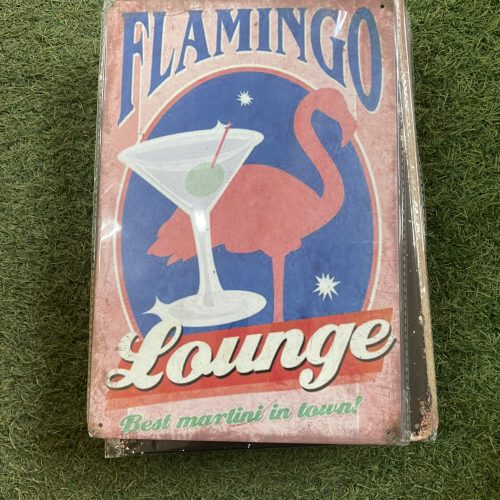 FLAMINGO
Lounge
Best martini in town!